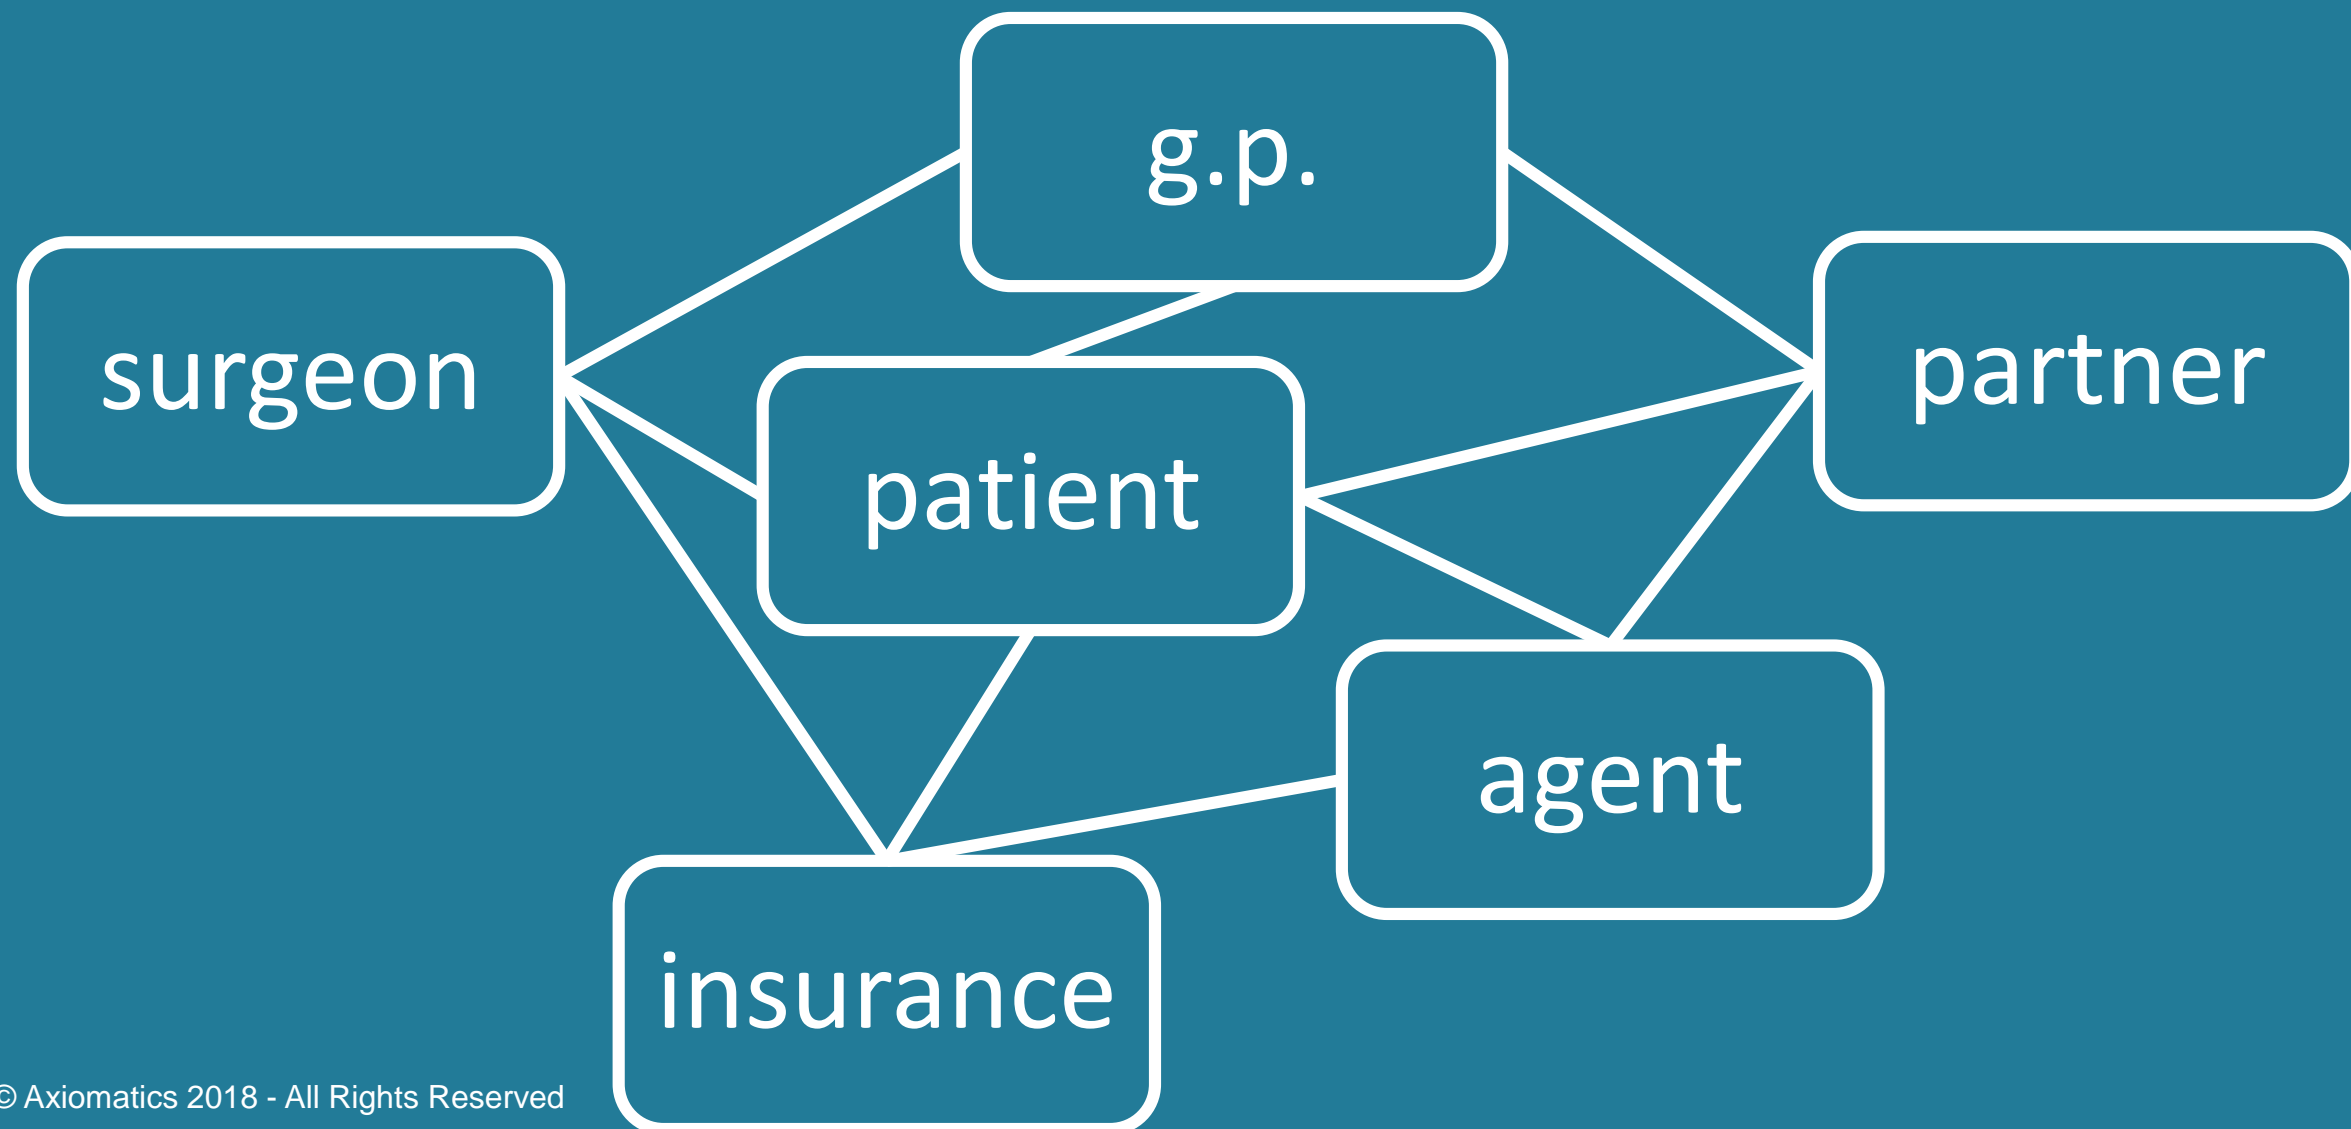 g.p.
surgeon
partner
patient
agent
insurance
© Axiomatics 2018 - All Rights Reserved